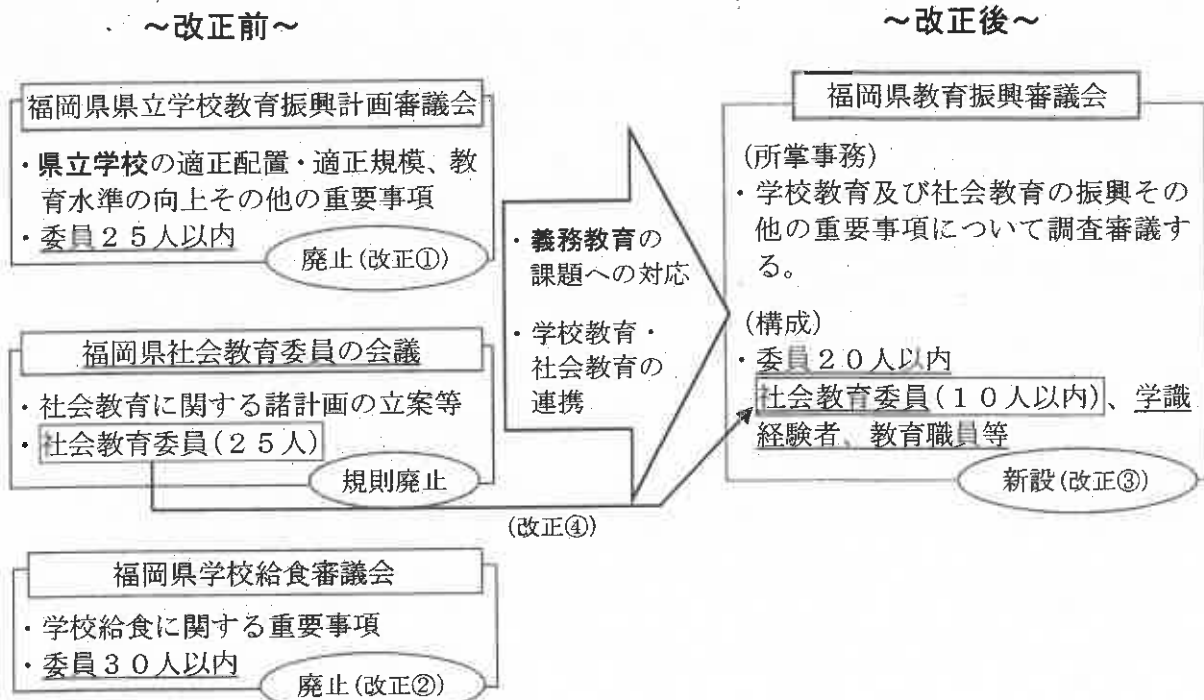 ～改正前～
福岡県県立学校教育振興計画審議会
・県立学校の適正配置・適正規模、教
育水準の向上その他の重要事項
・委員２５人以内
廃止(改正①)
福岡県社会教育委員の会議
・社会教育に関する諸計画の立案等
・社会教育委員(２５人)
規則廃止
福岡県学校給食審議会
・学校給食に関する重要事項
・委員３０人以内
廃止(改正②)
・義務教育の
課題への対応
・学校教育・
社会教育の
連携
(改正④)
～改正後～
福岡県教育振興審議会
(所掌事務)
・学校教育及び社会教育の振興その
他の重要事項について調査審議す
る。
(構成)
・委員２０人以内
社会教育委員(１０人以内)、学識
経験者、教育職員等
新設(改正③)